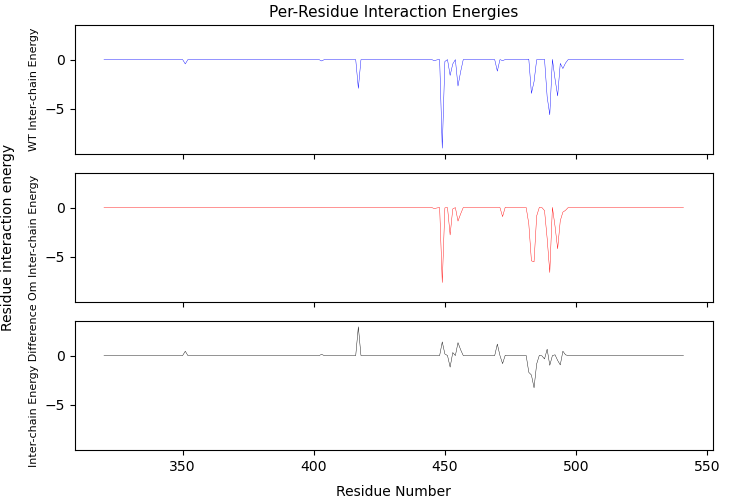 Per-Residue Interaction Energies
Residue interaction energy
WT Inter-chain Energy
0
−5
Om Inter-chain Energy
0
−5
Inter-chain Energy Difference
0
−5
350
400
450
500
550
Residue Number